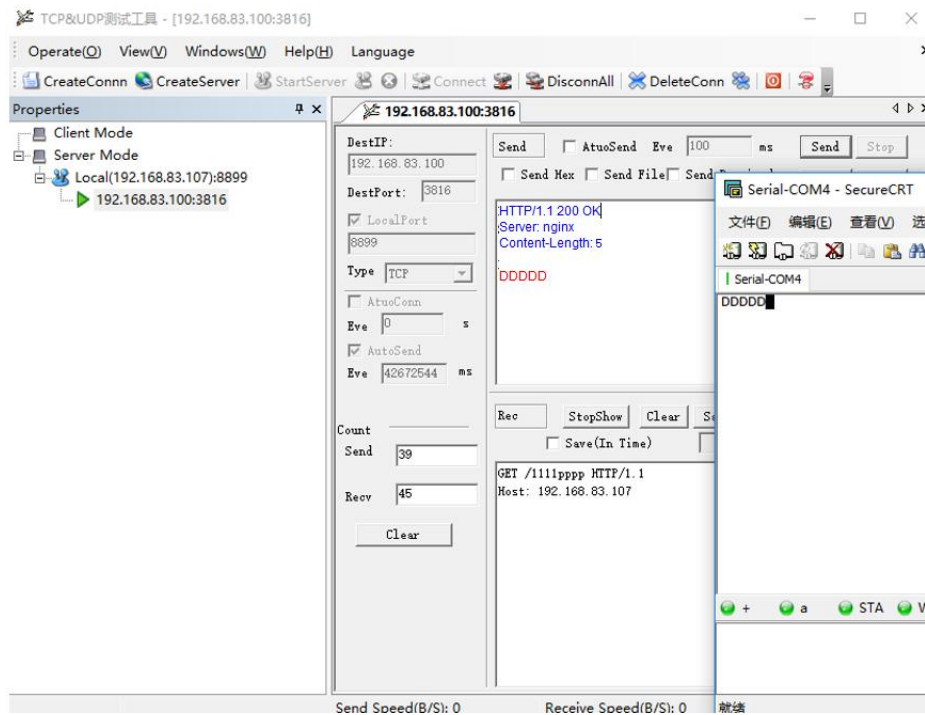 TCP&UDP测试工具 - [192.168.83.100:3816]
Operate(O) View(V) Windows(W) Help(H) Language
CreateConnn CreateServer StartServer Connect DisconnAll DeleteConn
Properties
Client Mode
Server Mode
Local(192.168.83.107):8899
192.168.83.100:3816
192.168.83.100:3816
DestIP:
192.168.83.100
DestPort: 3816
LocalPort
8899
Type TCP
AtuoConn
Eve 0 s
AutoSend
Eve 42672544 ms
Count
Send 39
Recv 45
Clear
Send AtuoSend Eve 100 ms Send Stop
Send Hex Send File Send
HTTP/1.1 200 OK
Server: nginx
Content-Length: 5
DDDDD
Rec StopShow Clear
Save(In Time)
GET /1111pppp HTTP/1.1
Host: 192.168.83.107
Send Speed(B/S): 0 Receive Speed(B/S): 0
Serial-COM4 - SecureCRT
文件(F) 编辑(E) 查看(V) 选
Serial-COM4
DDDDD
+ a STA
就绪